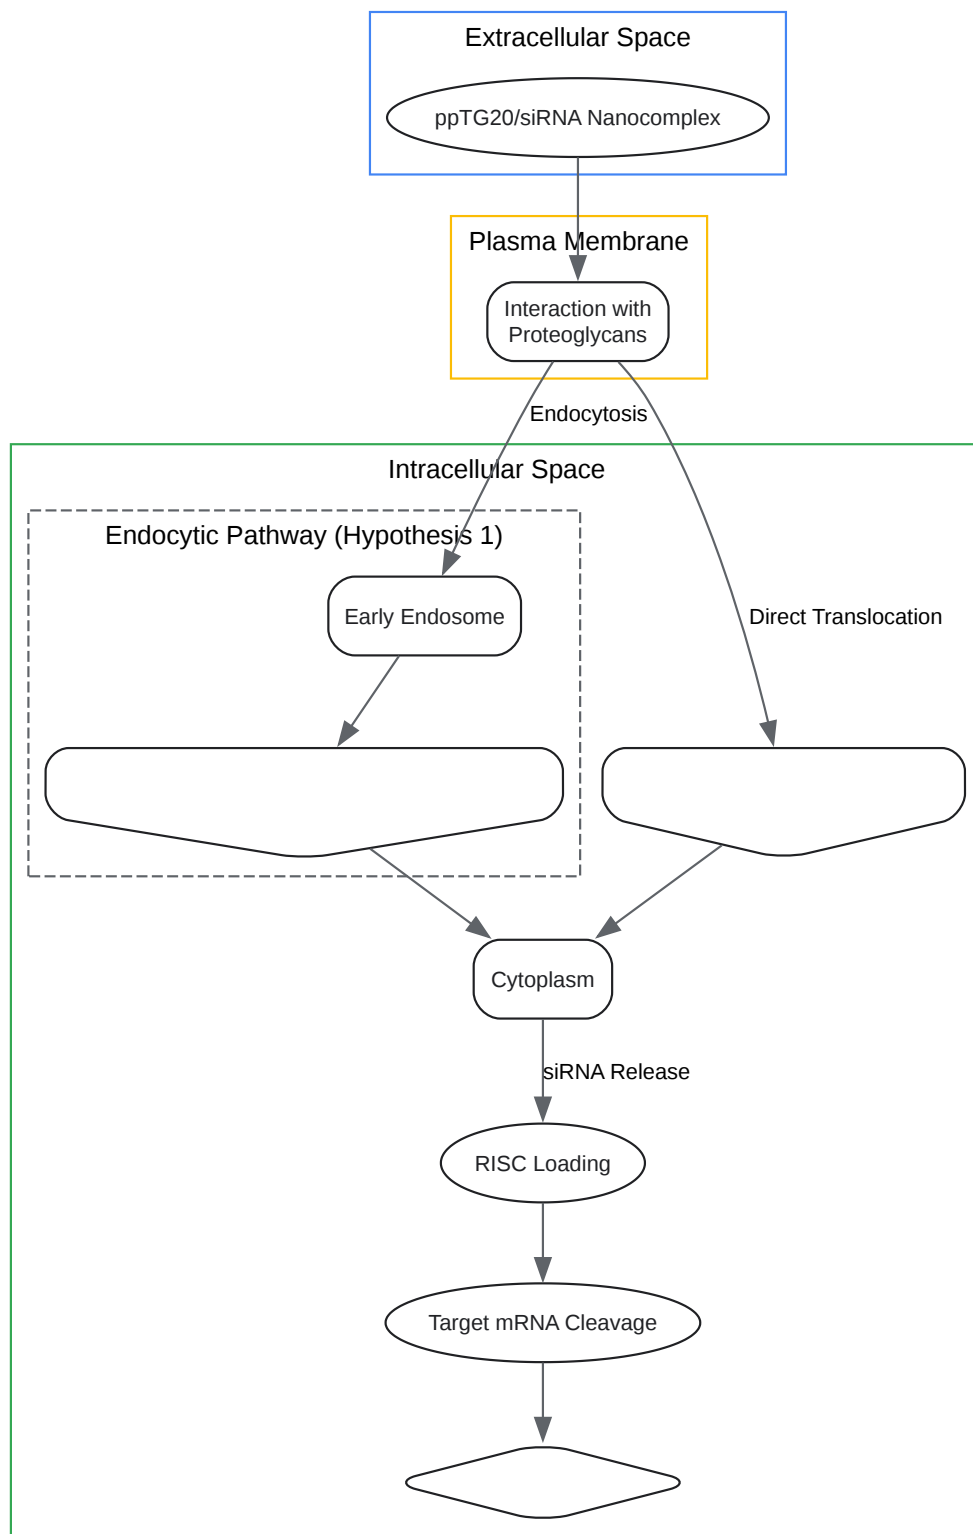 Extracellular Space
ppTG20/siRNA Nanocomplex
Plasma Membrane
Interaction with
Proteoglycans
Endocytosis
Intracellular Space
Endocytic Pathway (Hypothesis 1)
Early Endosome
Direct Translocation
Cytoplasm
siRNA Release
RISC Loading
Target mRNA Cleavage